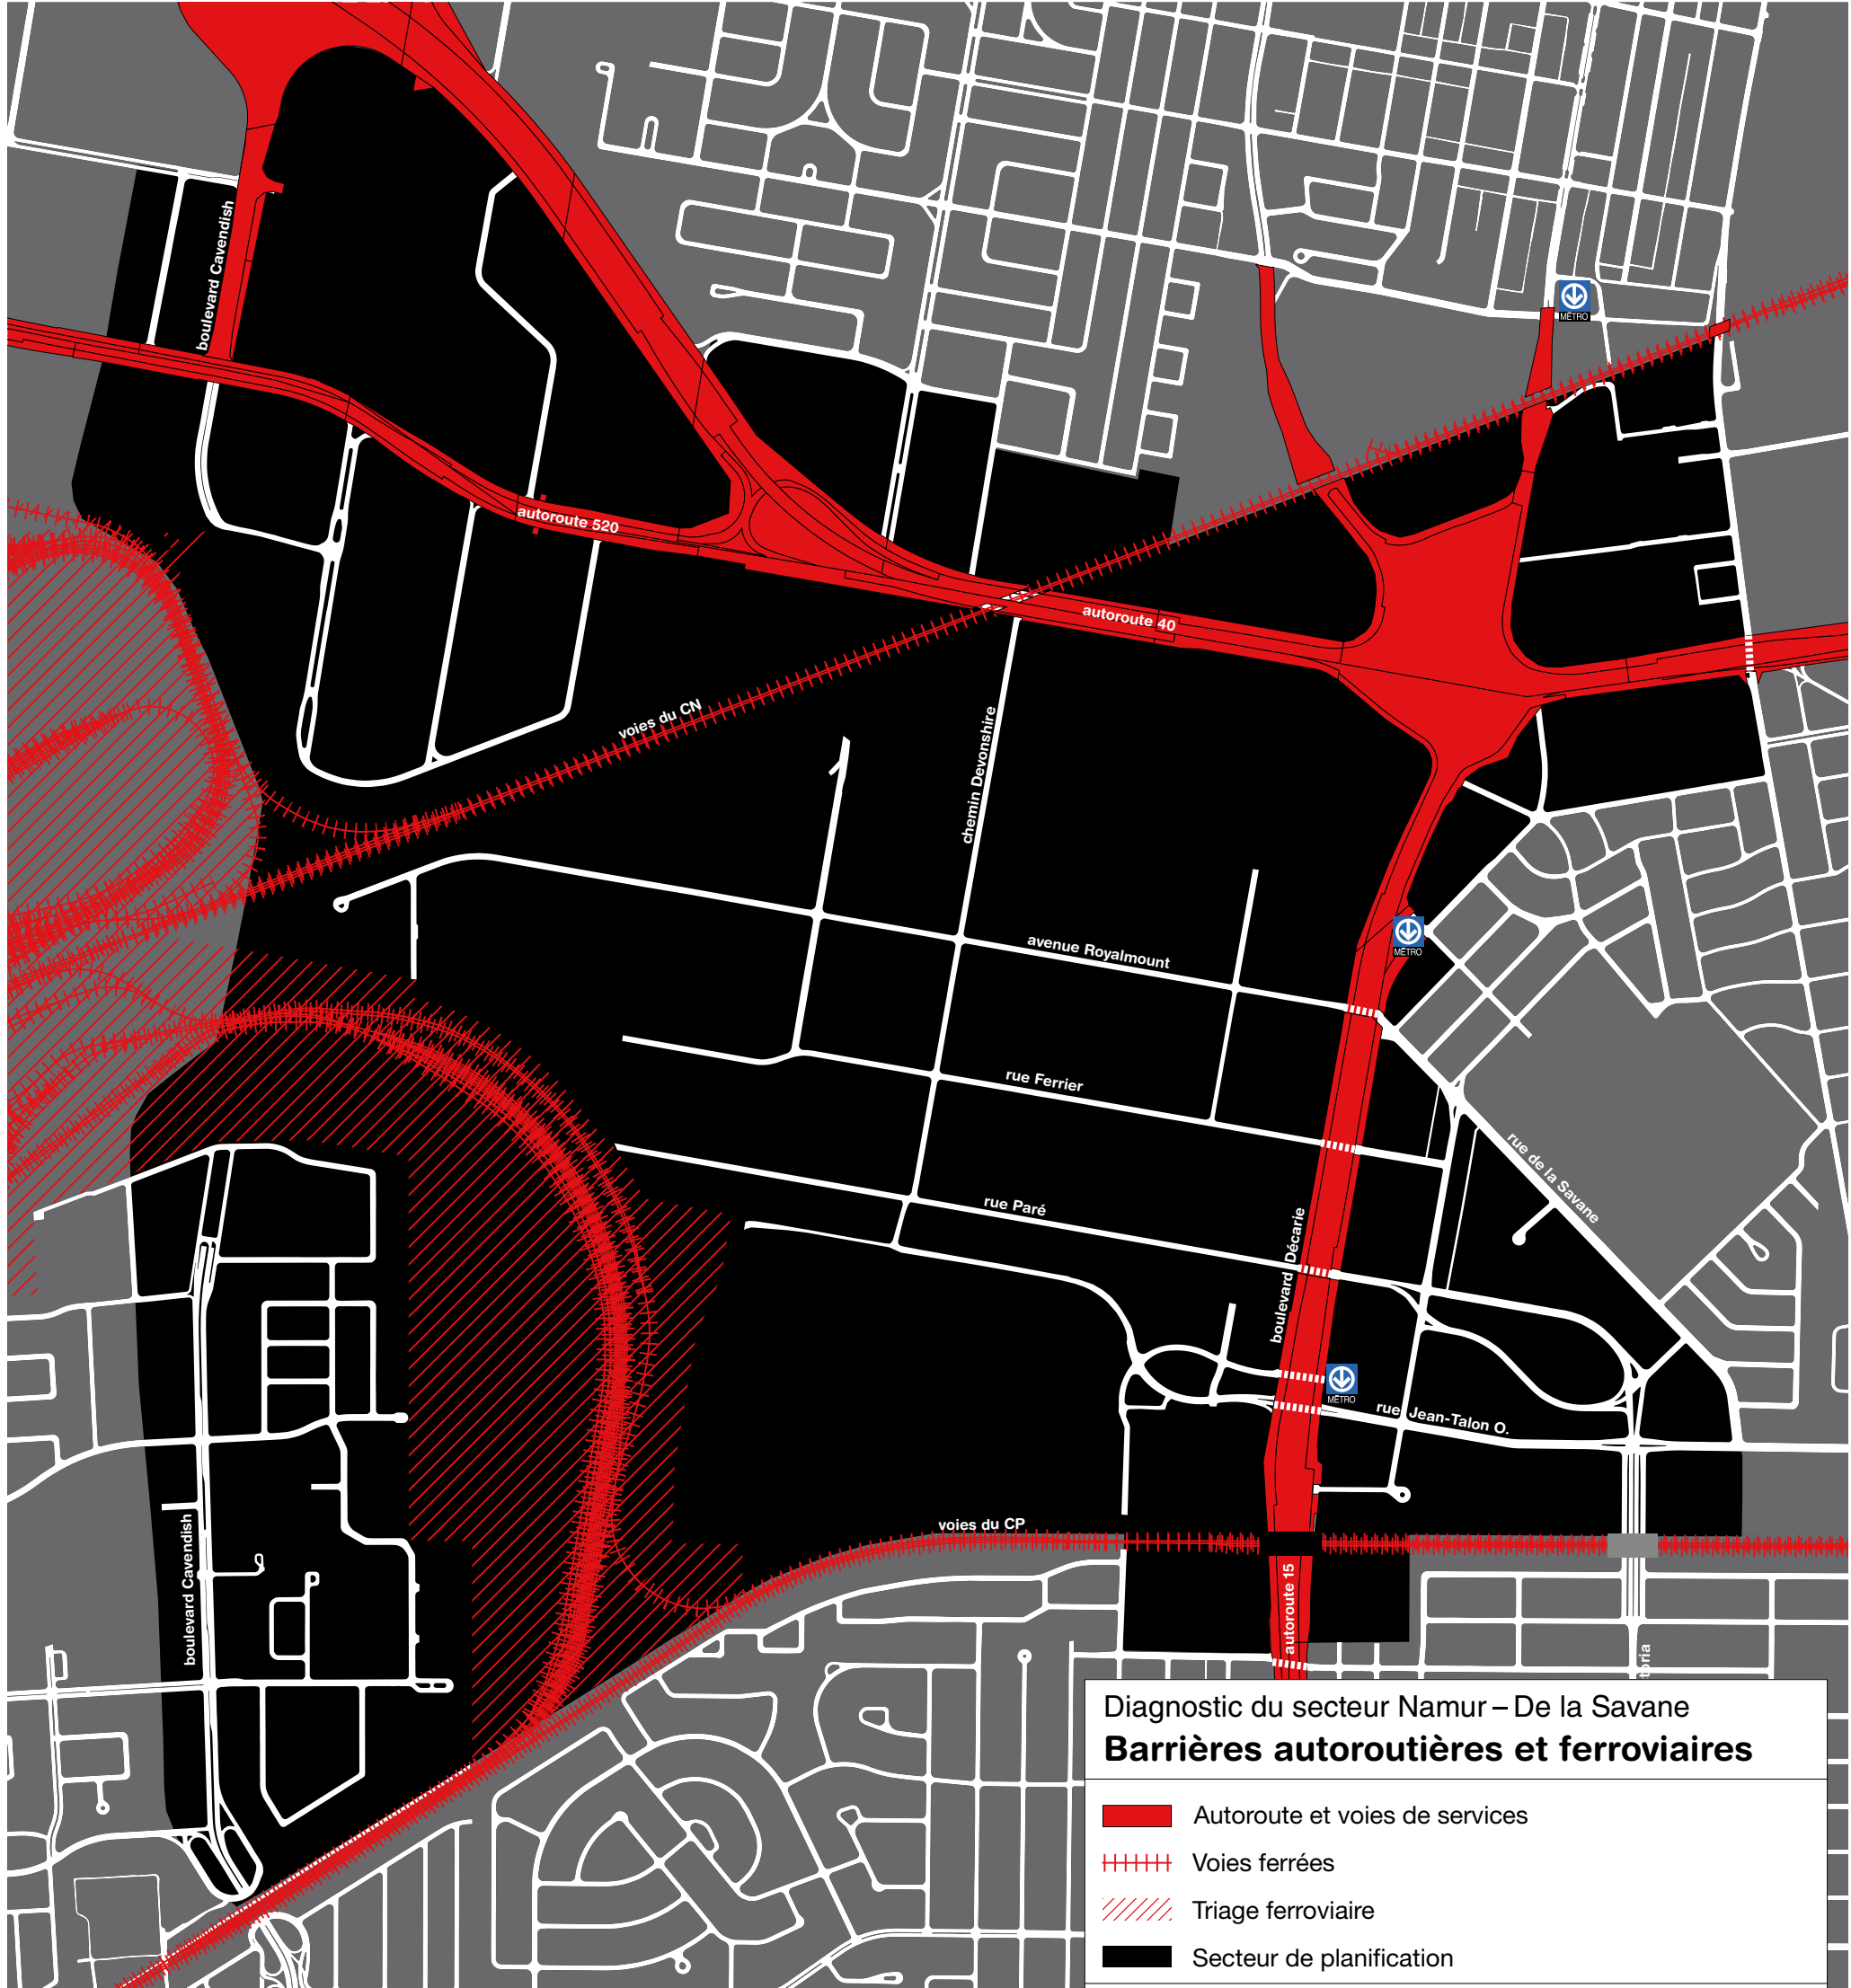 boulevard Cavendish
MÉTRO
autoroute 520
autoroute 40
voies du CN
chemin Devonshire
avenue Royalmount
MÉTRO
rue Ferrier
rue de la Savane
rue Paré
boulevard Décarie
MÉTRO
rue Jean-Talon O.
voies du CP
boulevard Cavendish
autoroute 15
toria
Diagnostic du secteur Namur – De la Savane
Barrières autoroutières et ferroviaires
Autoroute et voies de services
Voies ferrées
Triage ferroviaire
Secteur de planification